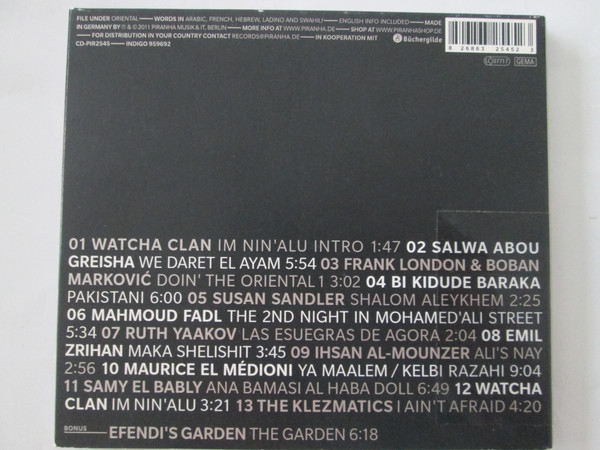 FILE UNDER ORIENTAL — WORDS IN ARABIC, FRENCH, HEBREW, LADINO AND SWAHILI — ENGLISH INFO INCLUDED — MADE
IN GERMANY BY ℗ & © 2011 PIRANHA MUSIK & IT, BERLIN — MORE INFO AT WWW.PIRANHA.DE — SHOP AT WWW.PIRANHASHOP.DE
— FOR DISTRIBUTION IN YOUR COUNTRY CONTACT RECORDS@PIRANHA.DE — IN KOOPERATION MIT Büchergilde
CD-PIR2545 — INDIGO 959692
8 26863 25452
LC 07717 GEMA
01 WATCHA CLAN IM NIN'ALU INTRO 1:47 02 SALWA ABOU
GREISHA WE DARET EL AYAM 5:54 03 FRANK LONDON & BOBAN
MARKOVIĆ DOIN' THE ORIENTAL 1 3:02 04 BI KIDUDE BARAKA
PAKISTANI 6:00 05 SUSAN SANDLER SHALOM ALEYKHEM 2:25
06 MAHMOUD FADL THE 2ND NIGHT IN MOHAMED'ALI STREET
5:34 07 RUTH YAAKOV LAS ESUEGRAS DE AGORA 2:04 08 EMIL
ZRIHAN MAKA SHELISHIT 3:45 09 IHSAN AL-MOUNZER ALI'S NAY
2:56 10 MAURICE EL MÉDIONI YA MAALEM / KELBI RAZAHI 9:04
11 SAMY EL BABLY ANA BAMASI AL HABA DOLL 6:49 12 WATCHA
CLAN IM NIN'ALU 3:21 13 THE KLEZMATICS I AIN'T AFRAID 4:20
BONUS — EFENDI'S GARDEN THE GARDEN 6:18